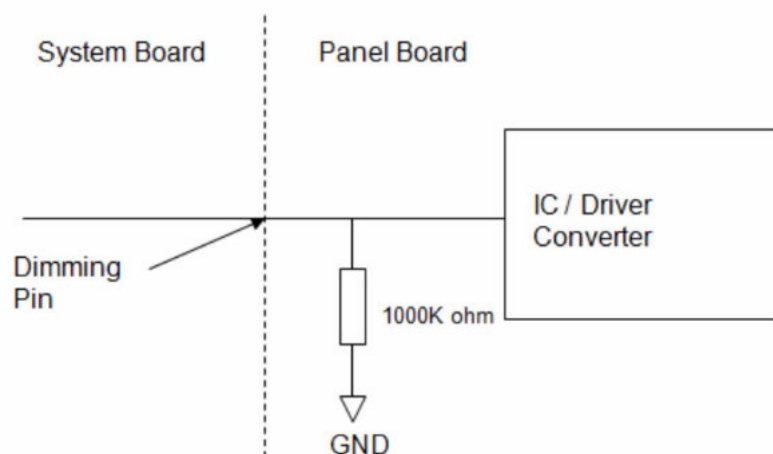 System Board
Panel Board
IC / Driver
Converter
Dimming
Pin
1000K ohm
GND